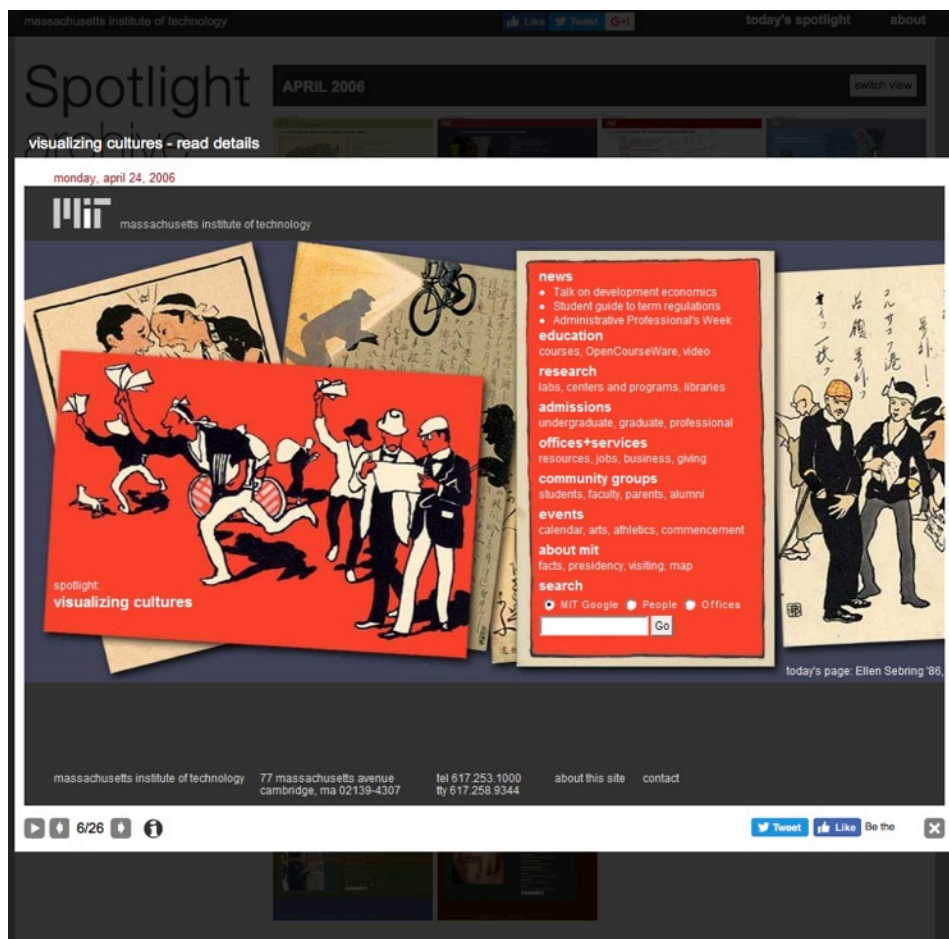 massachusetts institute of technology
Like Tweet G+1
today's spotlight about
Spotlight
archive
APRIL 2006
switch view
visualizing cultures - read details
monday, april 24, 2006
MIT massachusetts institute of technology
news
• Talk on development economics
• Student guide to term regulations
• Administrative Professional's Week
education
courses, OpenCourseWare, video
research
labs, centers and programs, libraries
admissions
undergraduate, graduate, professional
offices+services
resources, jobs, business, giving
community groups
students, faculty, parents, alumni
events
calendar, arts, athletics, commencement
about mit
facts, presidency, visiting, map
search
MIT Google People Offices
Go
spotlight:
visualizing cultures
today's page: Ellen Sebring '86,
massachusetts institute of technology
77 massachusetts avenue
cambridge, ma 02139-4307
tel 617.253.1000
tty 617.258.9344
about this site contact
6/26
Tweet Like Be the